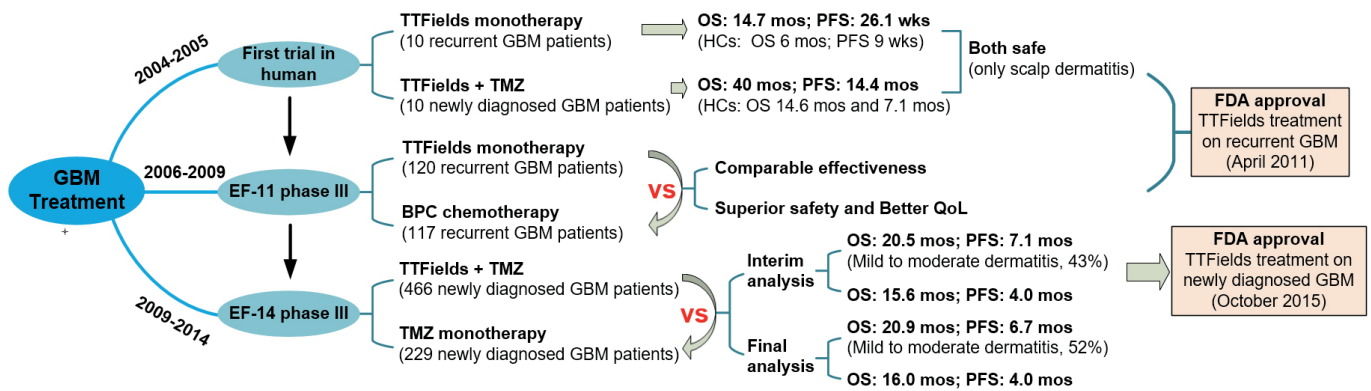 GBM
Treatment
+
2004-2005
First trial in
human
TTFields monotherapy
(10 recurrent GBM patients)
OS: 14.7 mos; PFS: 26.1 wks
(HCs: OS 6 mos; PFS 9 wks)
TTFields + TMZ
(10 newly diagnosed GBM patients)
OS: 40 mos; PFS: 14.4 mos
(HCs: OS 14.6 mos and 7.1 mos)
Both safe
(only scalp dermatitis)
2006-2009
EF-11 phase III
TTFields monotherapy
(120 recurrent GBM patients)
BPC chemotherapy
(117 recurrent GBM patients)
vs
Comparable effectiveness
Superior safety and Better QoL
FDA approval
TTFields treatment
on recurrent GBM
(April 2011)
2009-2014
EF-14 phase III
TTFields + TMZ
(466 newly diagnosed GBM patients)
TMZ monotherapy
(229 newly diagnosed GBM patients)
vs
Interim
analysis
OS: 20.5 mos; PFS: 7.1 mos
(Mild to moderate dermatitis, 43%)
OS: 15.6 mos; PFS: 4.0 mos
Final
analysis
OS: 20.9 mos; PFS: 6.7 mos
(Mild to moderate dermatitis, 52%)
OS: 16.0 mos; PFS: 4.0 mos
FDA approval
TTFields treatment on
newly diagnosed GBM
(October 2015)